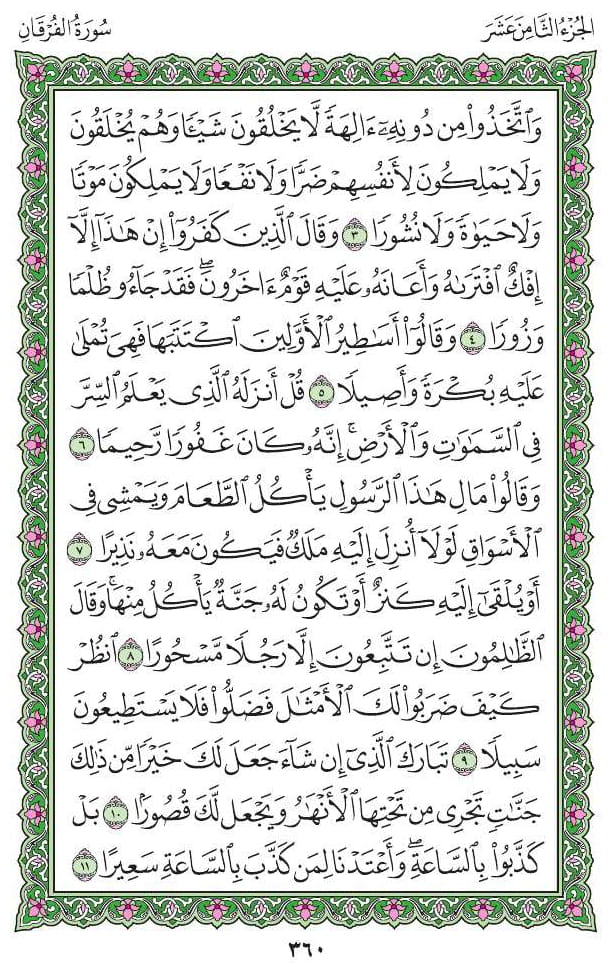 الجُزْءُ الثَّامِنَ عَشَرَ
سُورَةُ الفُرْقَانِ
وَٱتَّخَذُوا۟ مِن دُونِهِۦٓ ءَالِهَةً لَّا يَخْلُقُونَ شَيْـًٔا وَهُمْ يُخْلَقُونَ
وَلَا يَمْلِكُونَ لِأَنفُسِهِمْ ضَرًّا وَلَا نَفْعًا وَلَا يَمْلِكُونَ مَوْتًا
وَلَا حَيَوٰةً وَلَا نُشُورًا ٣ وَقَالَ ٱلَّذِينَ كَفَرُوٓا۟ إِنْ هَـٰذَآ إِلَّآ
إِفْكٌ ٱفْتَرَىٰهُ وَأَعَانَهُۥ عَلَيْهِ قَوْمٌ ءَاخَرُونَ ۖ فَقَدْ جَآءُو ظُلْمًا
وَزُورًا ٤ وَقَالُوٓا۟ أَسَـٰطِيرُ ٱلْأَوَّلِينَ ٱكْتَتَبَهَا فَهِىَ تُمْلَىٰ
عَلَيْهِ بُكْرَةً وَأَصِيلًا ٥ قُلْ أَنزَلَهُ ٱلَّذِى يَعْلَمُ ٱلسِّرَّ
فِى ٱلسَّمَـٰوَٰتِ وَٱلْأَرْضِ ۚ إِنَّهُۥ كَانَ غَفُورًا رَّحِيمًا ٦
وَقَالُوا۟ مَالِ هَـٰذَا ٱلرَّسُولِ يَأْكُلُ ٱلطَّعَامَ وَيَمْشِى فِى
ٱلْأَسْوَاقِ لَوْلَآ أُنزِلَ إِلَيْهِ مَلَكٌ فَيَكُونَ مَعَهُۥ نَذِيرًا ٧
أَوْ يُلْقَىٰٓ إِلَيْهِ كَنزٌ أَوْ تَكُونُ لَهُۥ جَنَّةٌ يَأْكُلُ مِنْهَا ۚ وَقَالَ
ٱلظَّـٰلِمُونَ إِن تَتَّبِعُونَ إِلَّا رَجُلًا مَّسْحُورًا ٨ ٱنظُرْ
كَيْفَ ضَرَبُوا۟ لَكَ ٱلْأَمْثَـٰلَ فَضَلُّوا۟ فَلَا يَسْتَطِيعُونَ
سَبِيلًا ٩ تَبَارَكَ ٱلَّذِىٓ إِن شَآءَ جَعَلَ لَكَ خَيْرًا مِّن ذَٰلِكَ
جَنَّـٰتٍ تَجْرِى مِن تَحْتِهَا ٱلْأَنْهَـٰرُ وَيَجْعَل لَّكَ قُصُورًۢا ١٠ بَلْ
كَذَّبُوا۟ بِٱلسَّاعَةِ ۖ وَأَعْتَدْنَا لِمَن كَذَّبَ بِٱلسَّاعَةِ سَعِيرًا ١١
٣٦٠